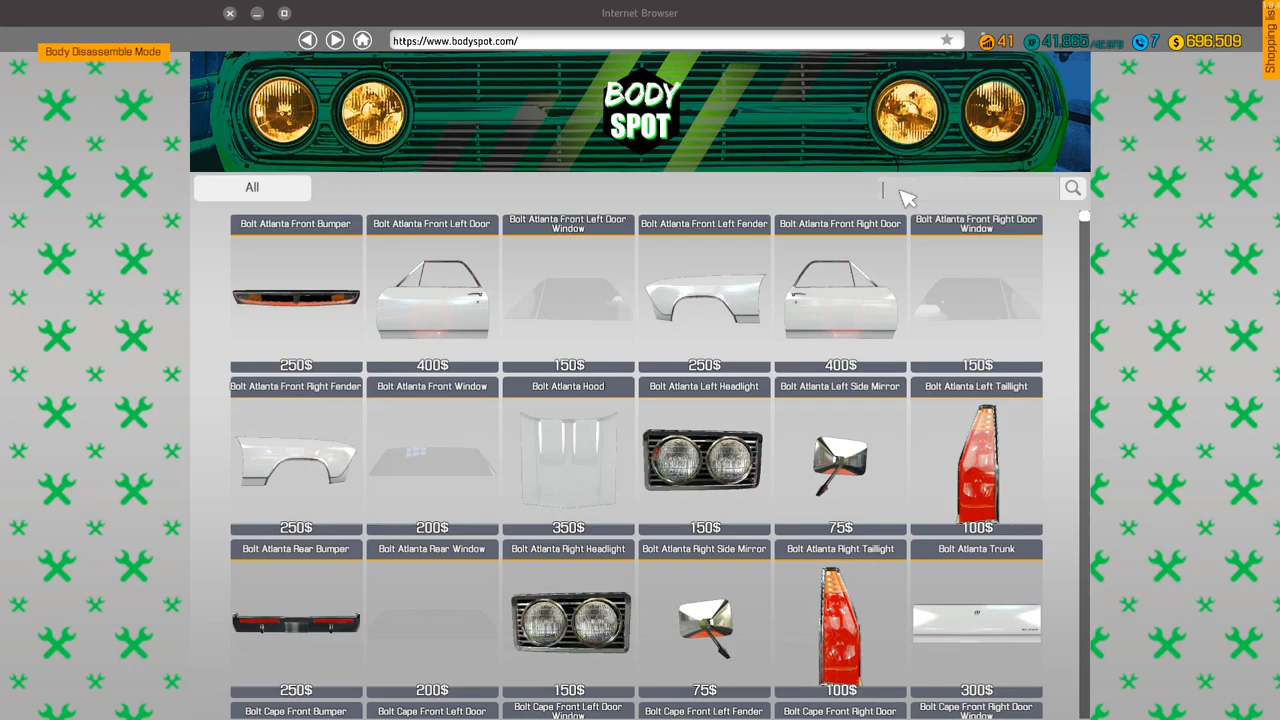 Internet Browser
Body Disassemble Mode
https://www.bodyspot.com/
41
XP 41,865
7
$ 696,509
Shopping list
BODY
SPOT
All
Bolt Atlanta Front Bumper
Bolt Atlanta Front Left Door
Bolt Atlanta Front Left Door
Window
Bolt Atlanta Front Left Fender
Bolt Atlanta Front Right Door
Bolt Atlanta Front Right Door
Window
250$
400$
150$
250$
400$
150$
Bolt Atlanta Front Right Fender
Bolt Atlanta Front Window
Bolt Atlanta Hood
Bolt Atlanta Left Headlight
Bolt Atlanta Left Side Mirror
Bolt Atlanta Left Taillight
250$
200$
350$
150$
75$
100$
Bolt Atlanta Rear Bumper
Bolt Atlanta Rear Window
Bolt Atlanta Right Headlight
Bolt Atlanta Right Side Mirror
Bolt Atlanta Right Taillight
Bolt Atlanta Trunk
250$
200$
150$
75$
100$
300$
Bolt Cape Front Bumper
Bolt Cape Front Left Door
Bolt Cape Front Left Door
Window
Bolt Cape Front Left Fender
Bolt Cape Front Right Door
Bolt Cape Front Right Door
Window